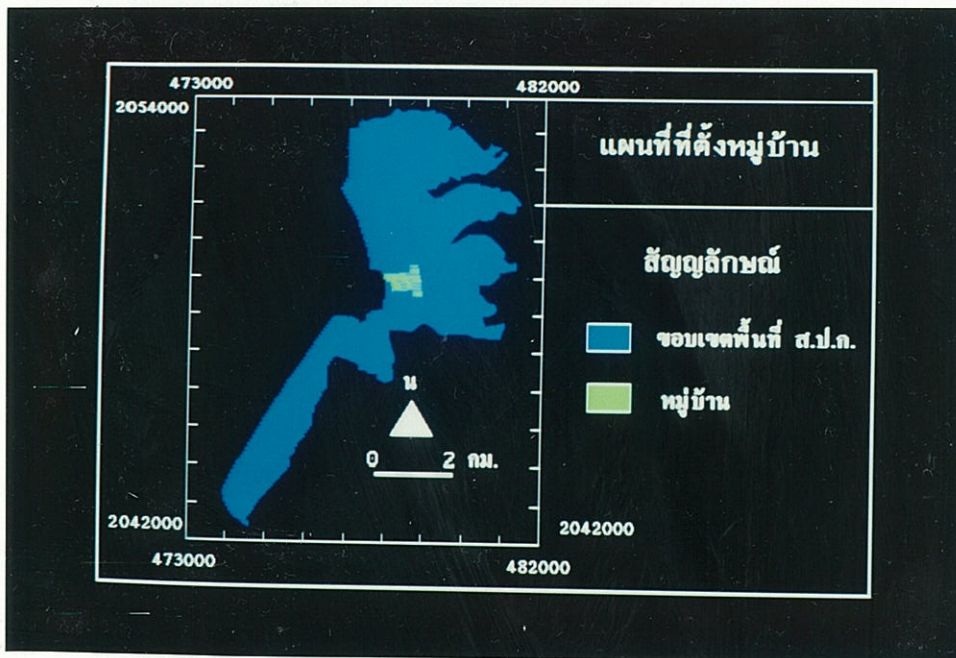 473000
482000
2054000
แผนที่ที่ตั้งหมู่บ้าน
สัญญลักษณ์
ขอบเขตพื้นที่ ส.ป.ก.
หมู่บ้าน
น
0 2 กม.
2042000
2042000
473000
482000